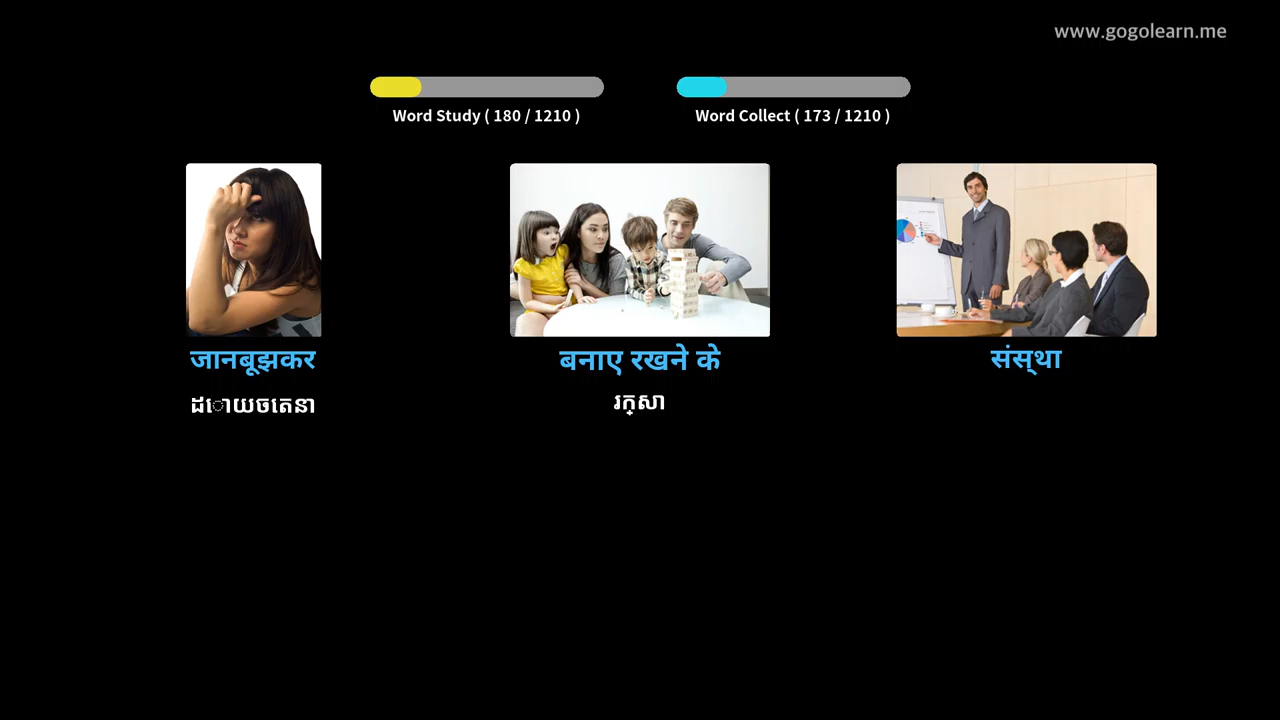 www.gogolearn.me
Word Study ( 180 / 1210 )
Word Collect ( 173 / 1210 )
जानबूझकर
बनाए रखने के
संस्था
ដោយចេតនា
រក្សា